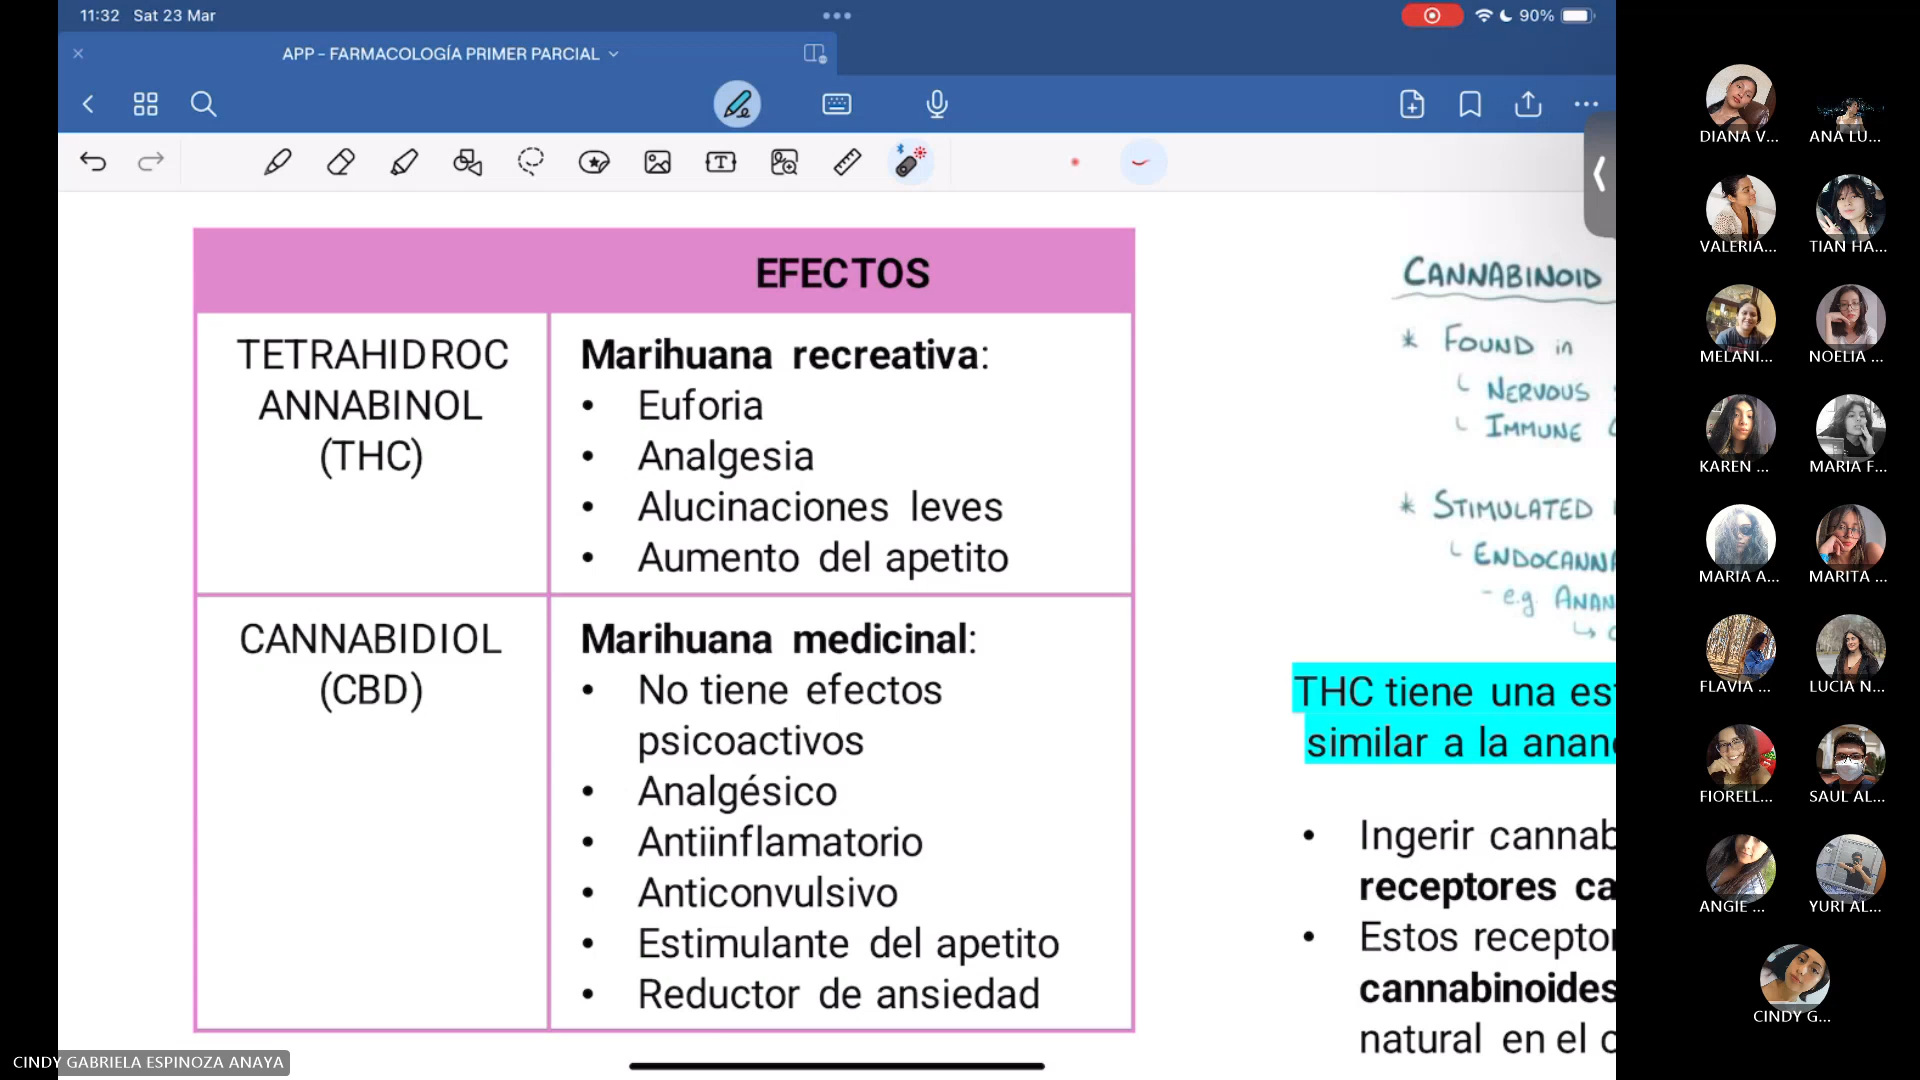 11:32 Sat 23 Mar
90%
APP - FARMACOLOGÍA PRIMER PARCIAL
EFECTOS
TETRAHIDROC
ANNABINOL
(THC)
Marihuana recreativa:
• Euforia
• Analgesia
• Alucinaciones leves
• Aumento del apetito
CANNABIDIOL
(CBD)
Marihuana medicinal:
• No tiene efectos
psicoactivos
• Analgésico
• Antiinflamatorio
• Anticonvulsivo
• Estimulante del apetito
• Reductor de ansiedad
CANNABINOID
* FOUND in
NERVOUS
IMMUNE
* STIMULATED
ENDOCANNA
- e.g. ANAN
THC tiene una es
similar a la anan
• Ingerir cannab
receptores ca
• Estos receptor
cannabinoides
natural en el c
DIANA V...
ANA LU...
VALERIA...
TIAN HA...
MELANI...
NOELIA ...
KAREN ...
MARIA F...
MARIA A...
MARITA ...
FLAVIA ...
LUCIA N...
FIORELL...
SAUL AL...
ANGIE ...
YURI AL...
CINDY G...
CINDY GABRIELA ESPINOZA ANAYA